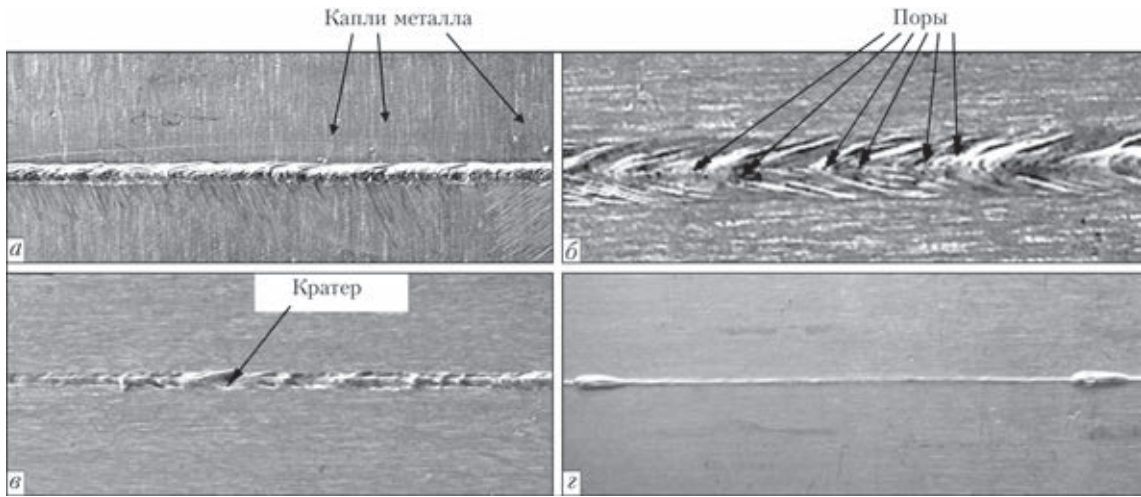 Капли металла
Поры
а
б
Кратер
в
г